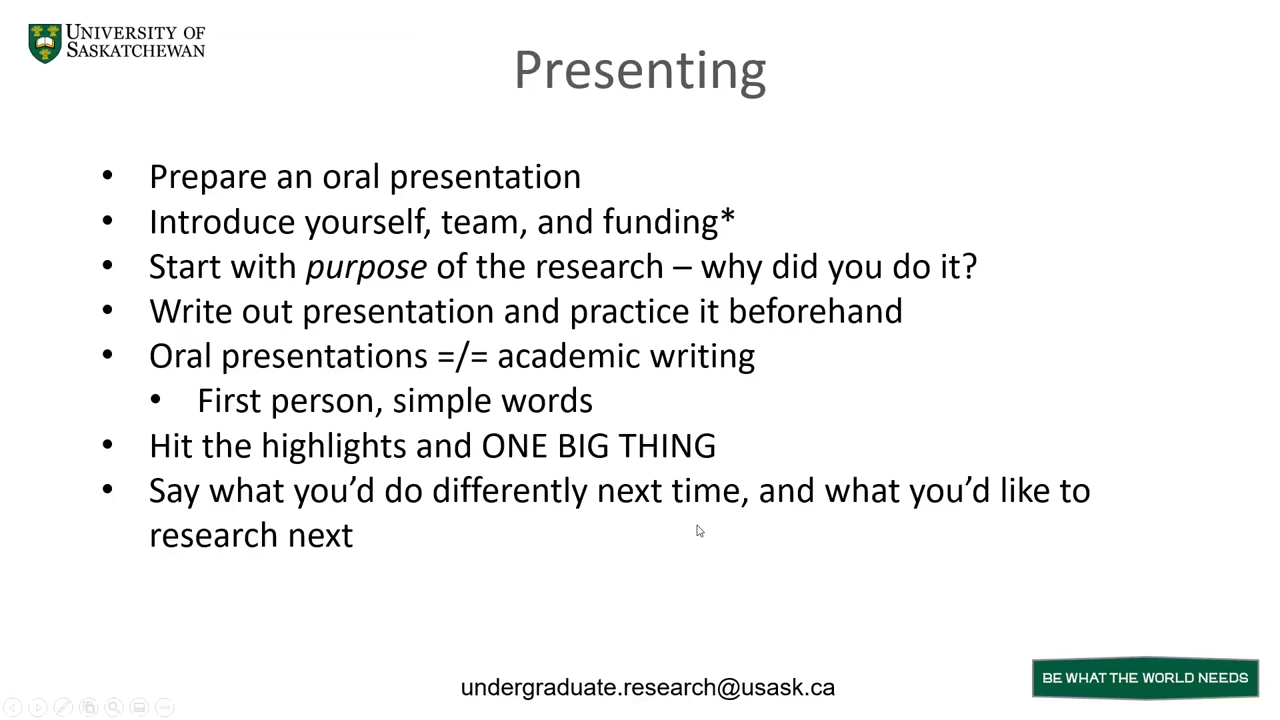 UNIVERSITY OF
SASKATCHEWAN
Presenting
• Prepare an oral presentation
• Introduce yourself, team, and funding*
• Start with purpose of the research – why did you do it?
• Write out presentation and practice it beforehand
• Oral presentations =/= academic writing
• First person, simple words
• Hit the highlights and ONE BIG THING
• Say what you’d do differently next time, and what you’d like to
research next
undergraduate.research@usask.ca
BE WHAT THE WORLD NEEDS